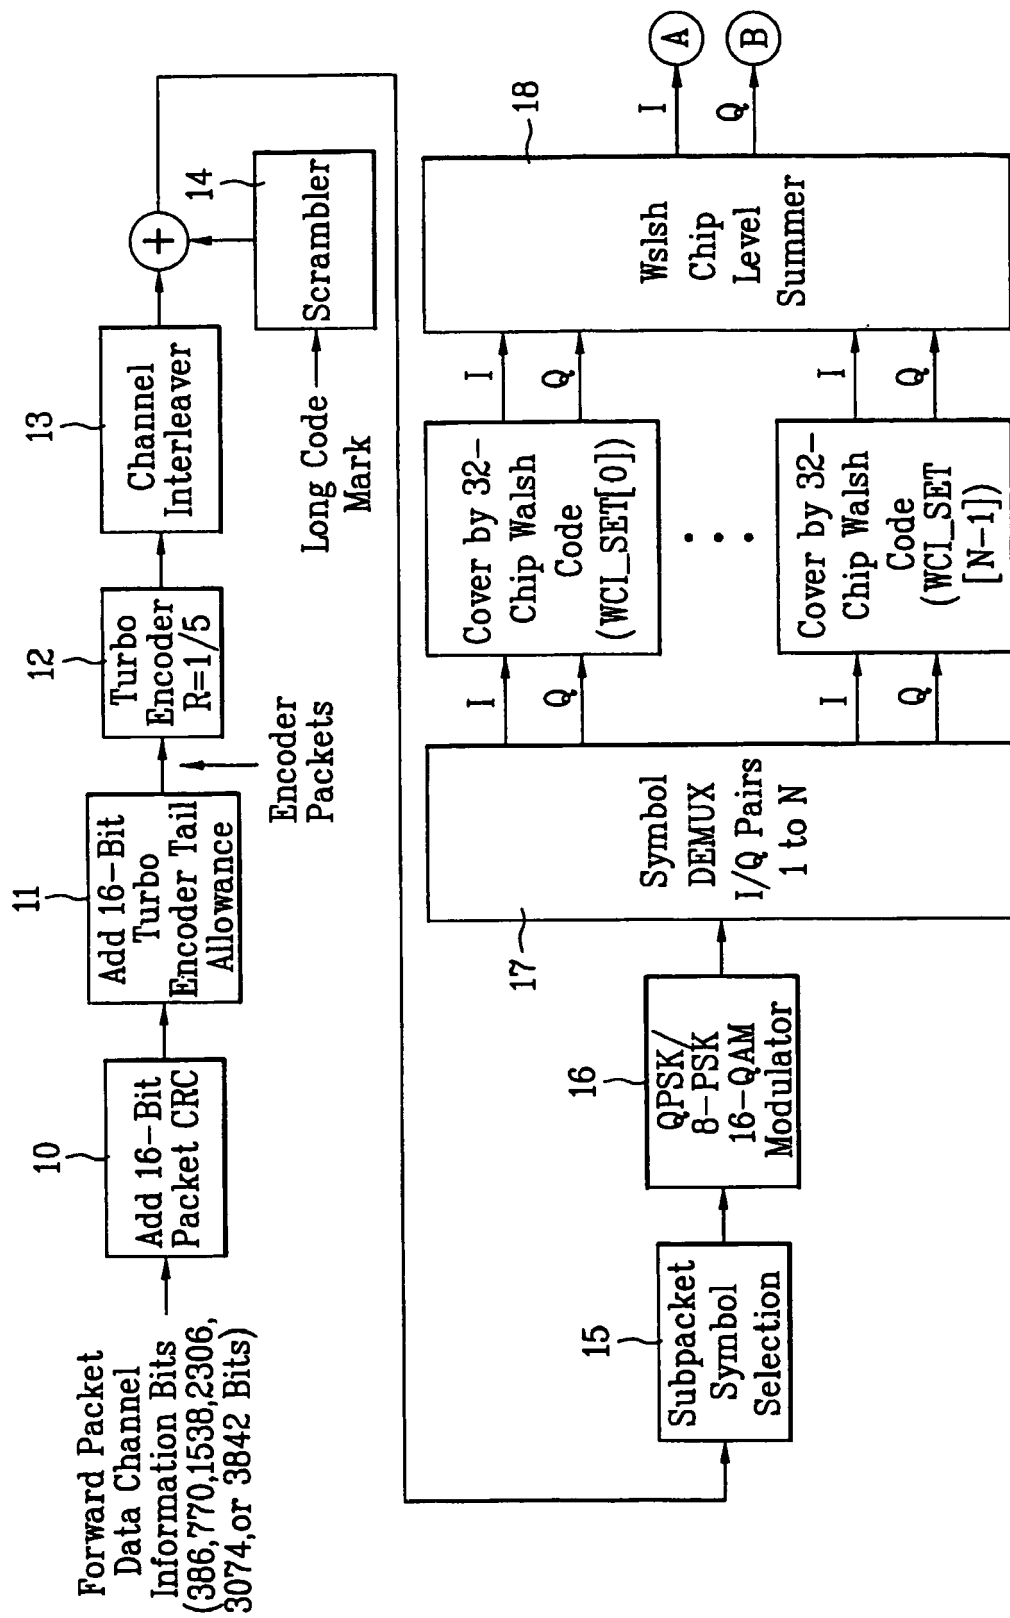 Forward Packet
Data Channel
Information Bits
(386,770,1538,2306,
3074,or 3842 Bits)
10
Add 16-Bit
Packet CRC
11
Add 16-Bit
Turbo
Encoder Tail
Allowance
Encoder
Packets
12
Turbo
Encoder
R=1/5
13
Channel
Interleaver
+
14
Scrambler
Long Code
Mark
15
Subpacket
Symbol
Selection
16
QPSK/
8-PSK
16-QAM
Modulator
17
Symbol
DEMUX
I/Q Pairs
1 to N
I
Q
I
Q
Cover by 32-
Chip Walsh
Code
(WCI_SET[0])
Cover by 32-
Chip Walsh
Code
(WCI_SET
[N-1])
I
Q
I
Q
18
Wslsh
Chip
Level
Summer
I
Q
A
B